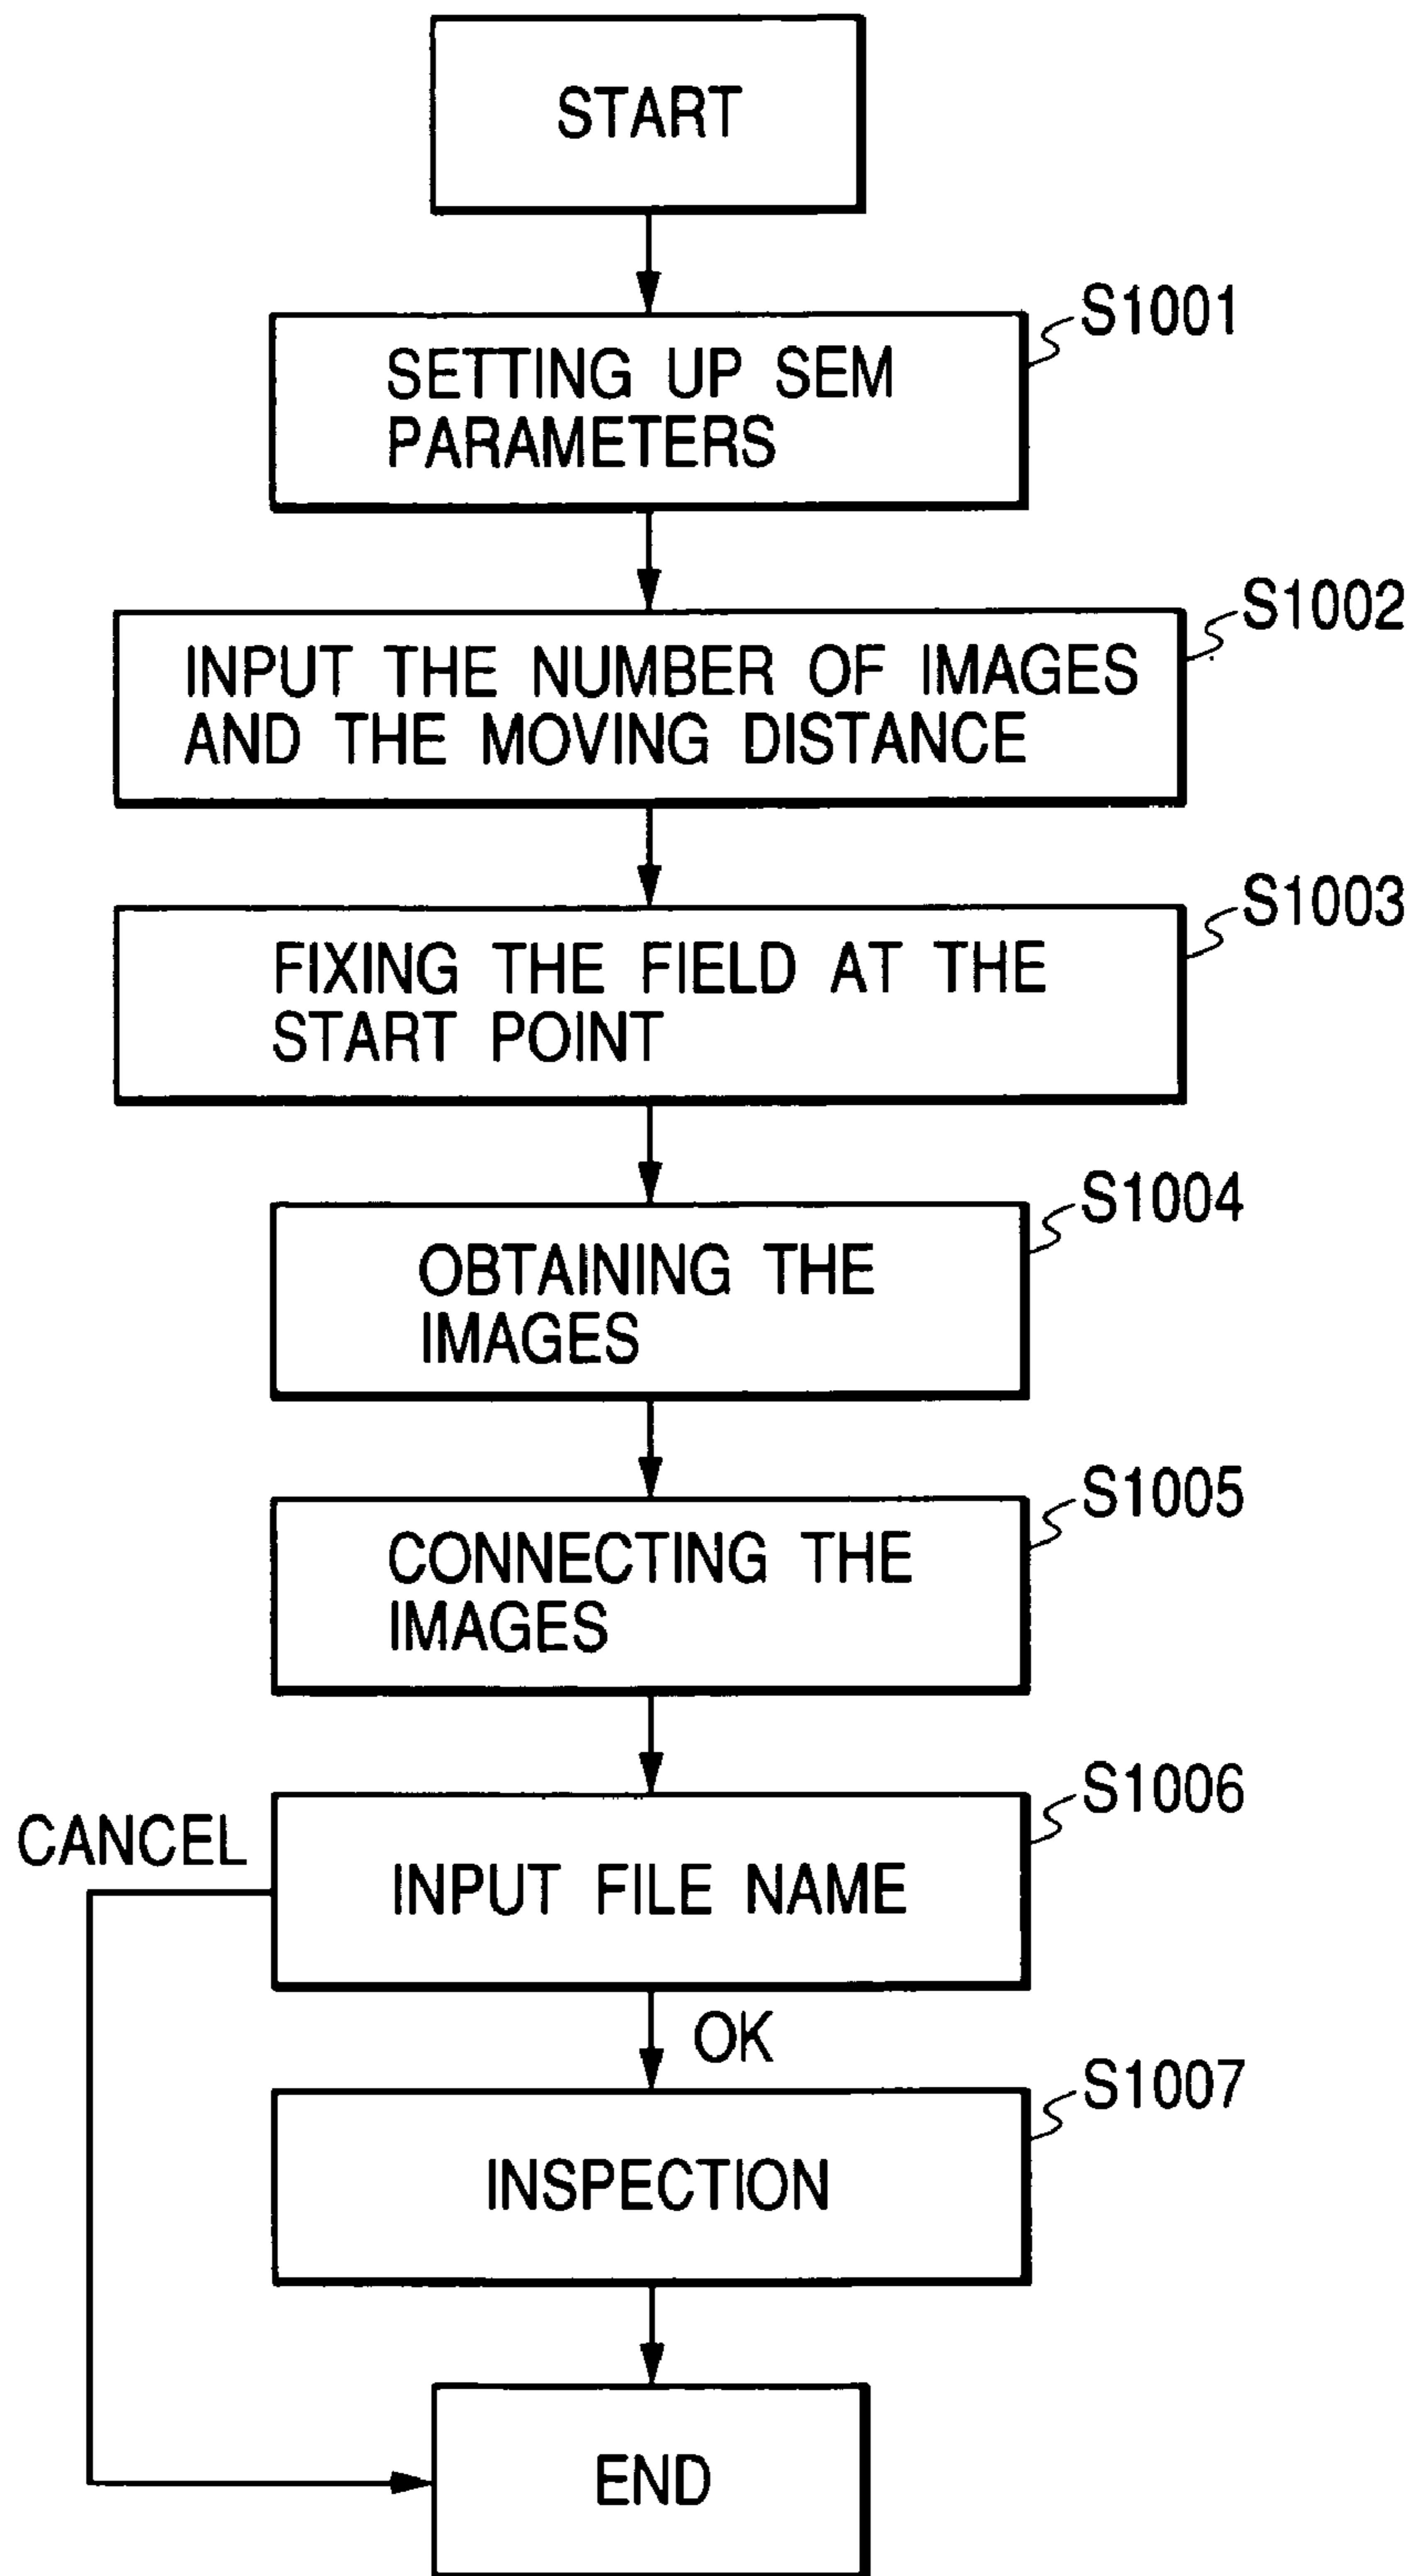 START
S1001
SETTING UP SEM
PARAMETERS
S1002
INPUT THE NUMBER OF IMAGES
AND THE MOVING DISTANCE
S1003
FIXING THE FIELD AT THE
START POINT
S1004
OBTAINING THE
IMAGES
S1005
CONNECTING THE
IMAGES
S1006
CANCEL
INPUT FILE NAME
OK
S1007
INSPECTION
END